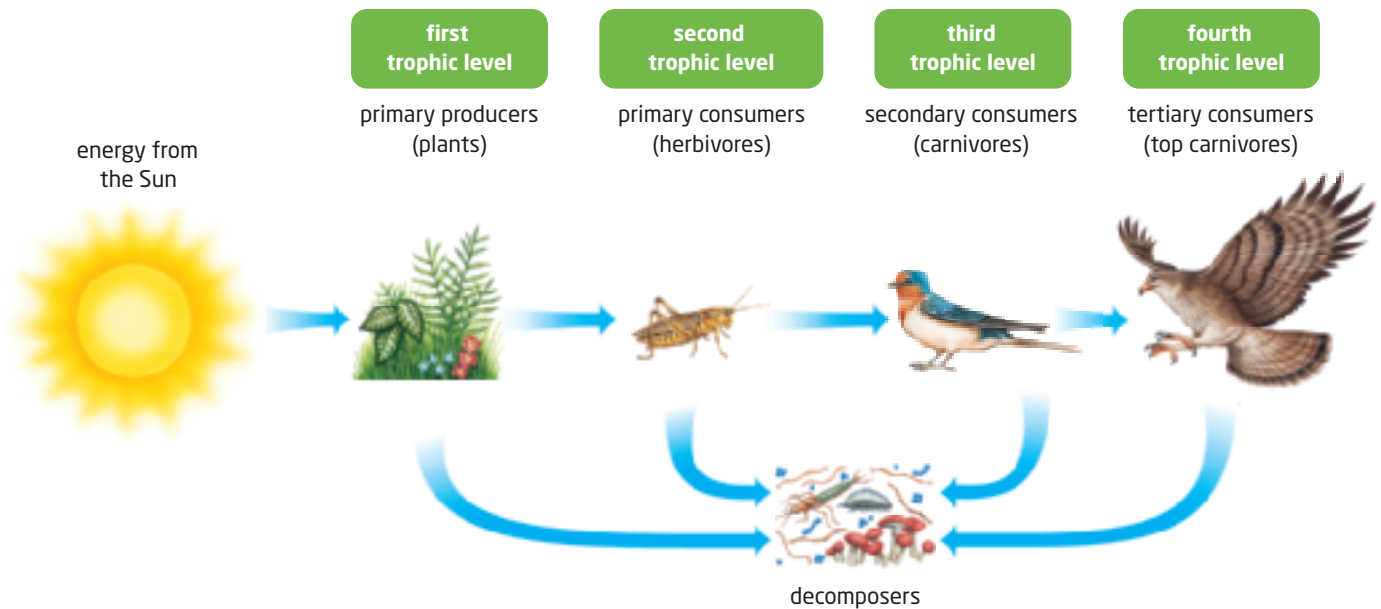 first
trophic level
second
trophic level
third
trophic level
fourth
trophic level
primary producers
(plants)
primary consumers
(herbivores)
secondary consumers
(carnivores)
tertiary consumers
(top carnivores)
energy from
the Sun
decomposers